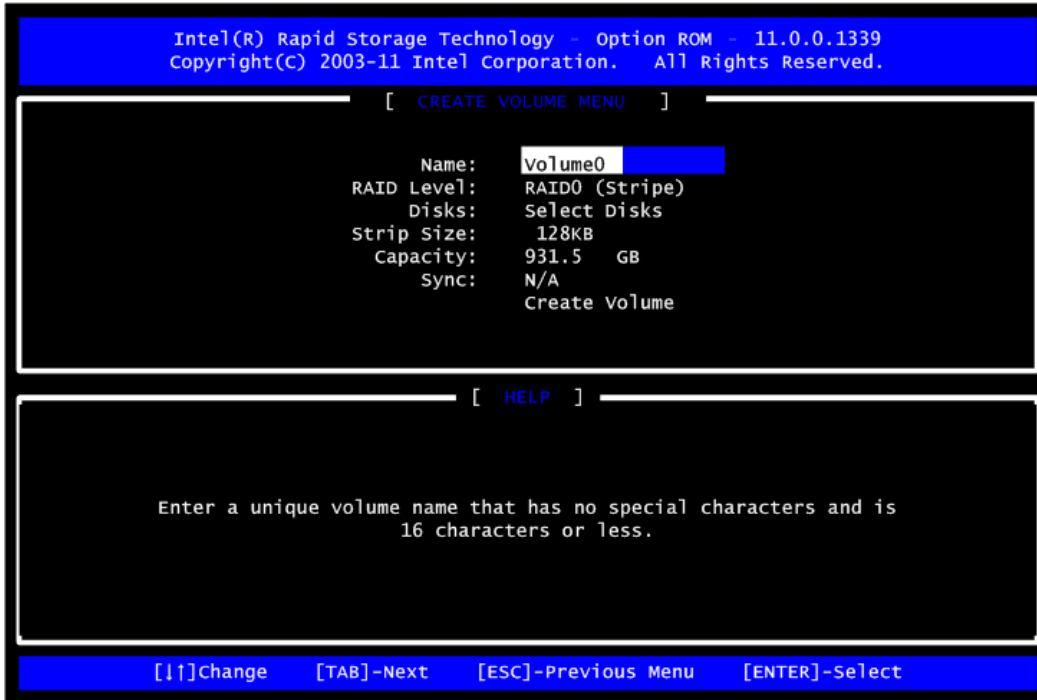 Intel(R) Rapid Storage Technology - Option ROM - 11.0.0.1339
Copyright(C) 2003-11 Intel Corporation. All Rights Reserved.
[ CREATE VOLUME MENU ]
Name: Volume0
RAID Level: RAID0 (Stripe)
Disks: Select Disks
Strip Size: 128KB
Capacity: 931.5 GB
Sync: N/A
Create Volume
[ HELP ]
Enter a unique volume name that has no special characters and is
16 characters or less.
[↓↑]Change [TAB]-Next [ESC]-Previous Menu [ENTER]-Select